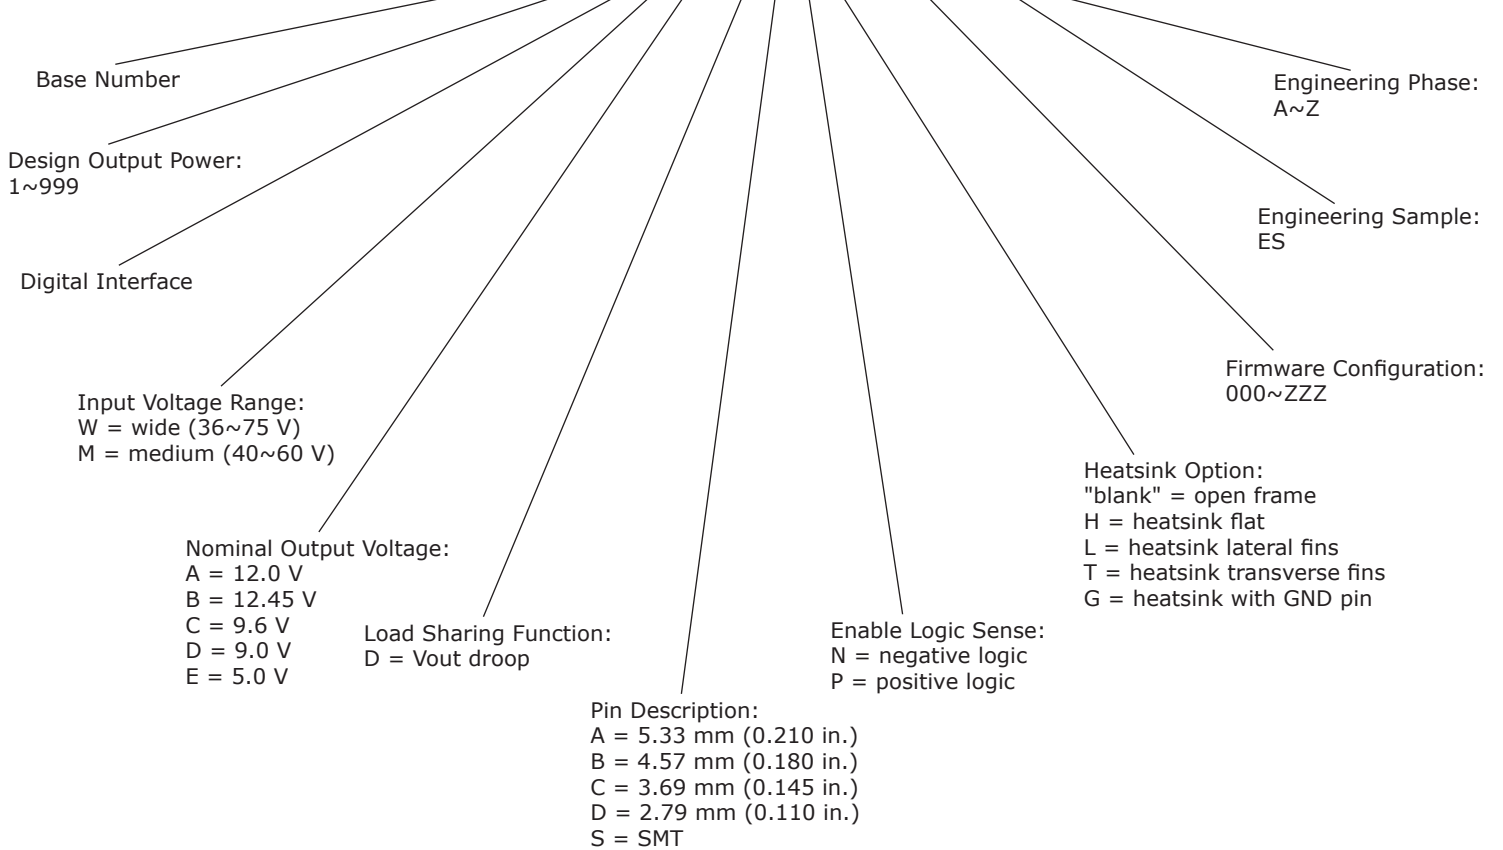 Base Number
Design Output Power:
1~999
Digital Interface
Input Voltage Range:
W = wide (36~75 V)
M = medium (40~60 V)
Nominal Output Voltage:
A = 12.0 V
B = 12.45 V
C = 9.6 V
D = 9.0 V
E = 5.0 V
Load Sharing Function:
D = Vout droop
Pin Description:
A = 5.33 mm (0.210 in.)
B = 4.57 mm (0.180 in.)
C = 3.69 mm (0.145 in.)
D = 2.79 mm (0.110 in.)
S = SMT
Enable Logic Sense:
N = negative logic
P = positive logic
Heatsink Option:
"blank" = open frame
H = heatsink flat
L = heatsink lateral fins
T = heatsink transverse fins
G = heatsink with GND pin
Firmware Configuration:
000~ZZZ
Engineering Sample:
ES
Engineering Phase:
A~Z